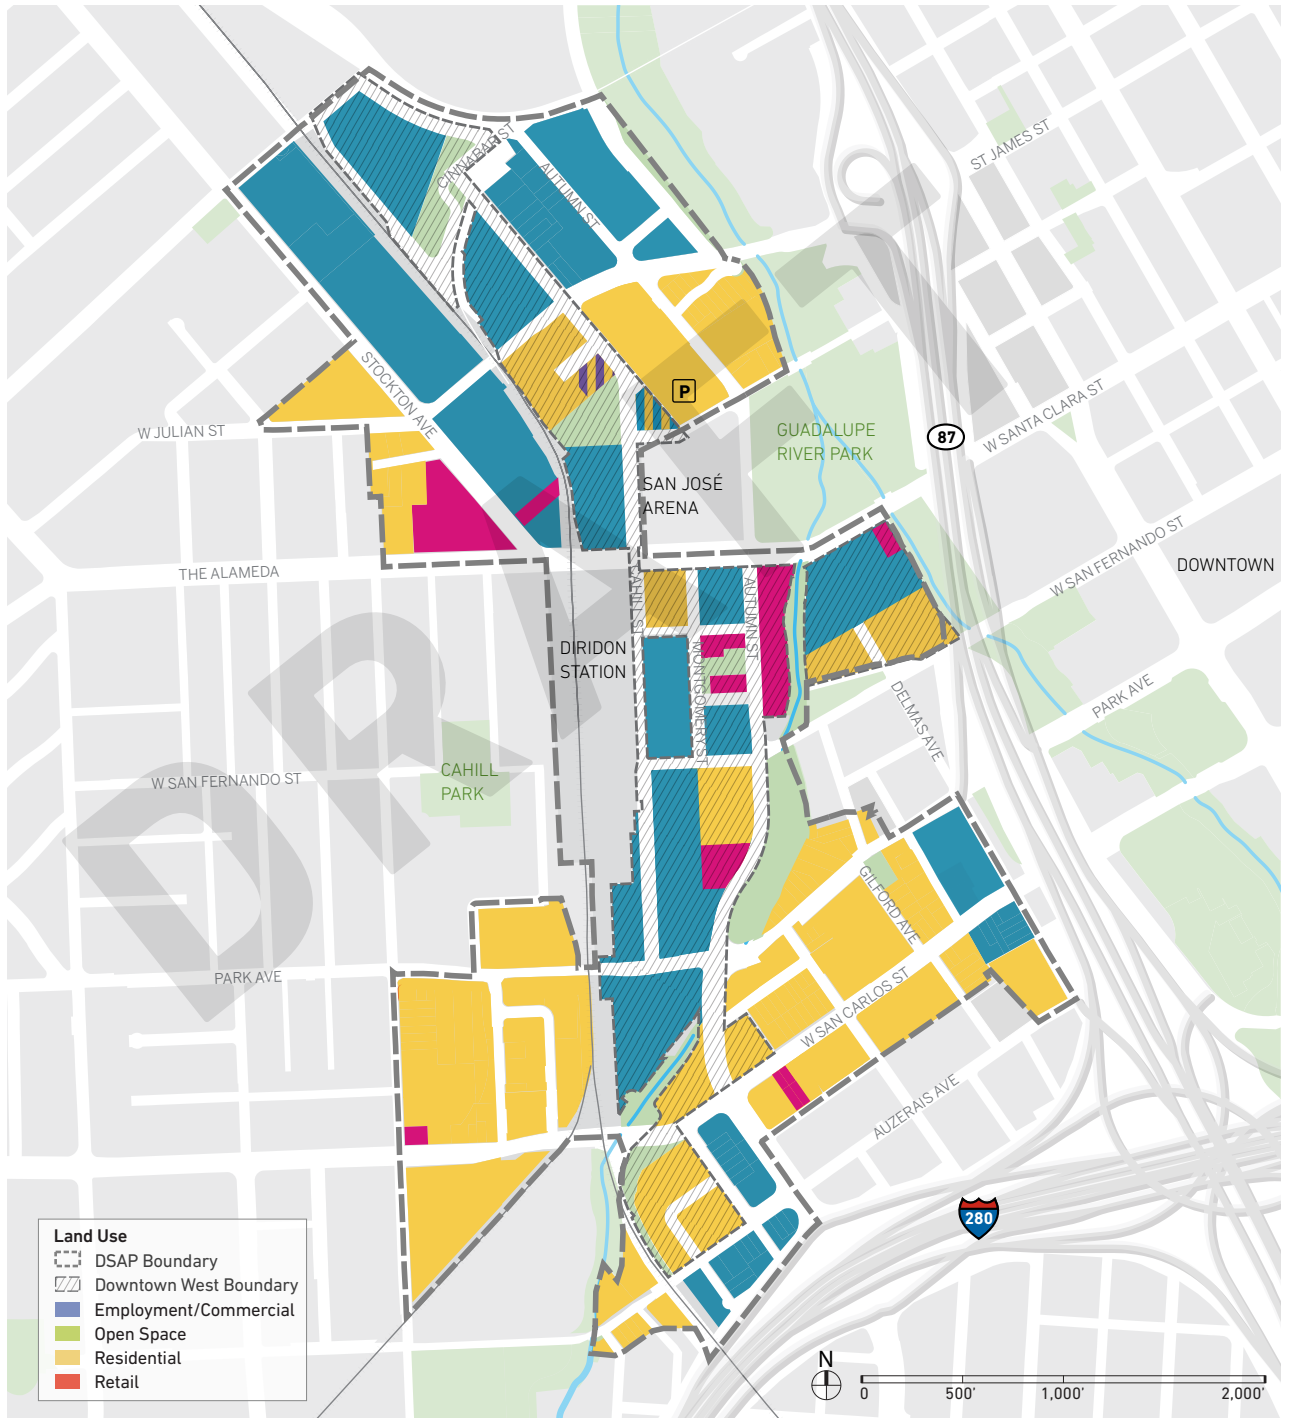 ST JAMES ST
CINNABAR ST
AUTUMN ST
STOCKTON AVE
P
W JULIAN ST
GUADALUPE
RIVER PARK
87
W SANTA CLARA ST
SAN JOSÉ
ARENA
W SAN FERNANDO ST
DOWNTOWN
THE ALAMEDA
CAHILL ST
AUTUMN ST
DIRIDON
STATION
MONTGOMERY ST
DELMAS AVE
PARK AVE
W SAN FERNANDO ST
CAHILL
PARK
GILFORD AVE
PARK AVE
W SAN CARLOS ST
AUZERAIS AVE
DRAFT
280
Land Use
DSAP Boundary
Downtown West Boundary
Employment/Commercial
Open Space
Residential
Retail
N
0 500' 1,000' 2,000'